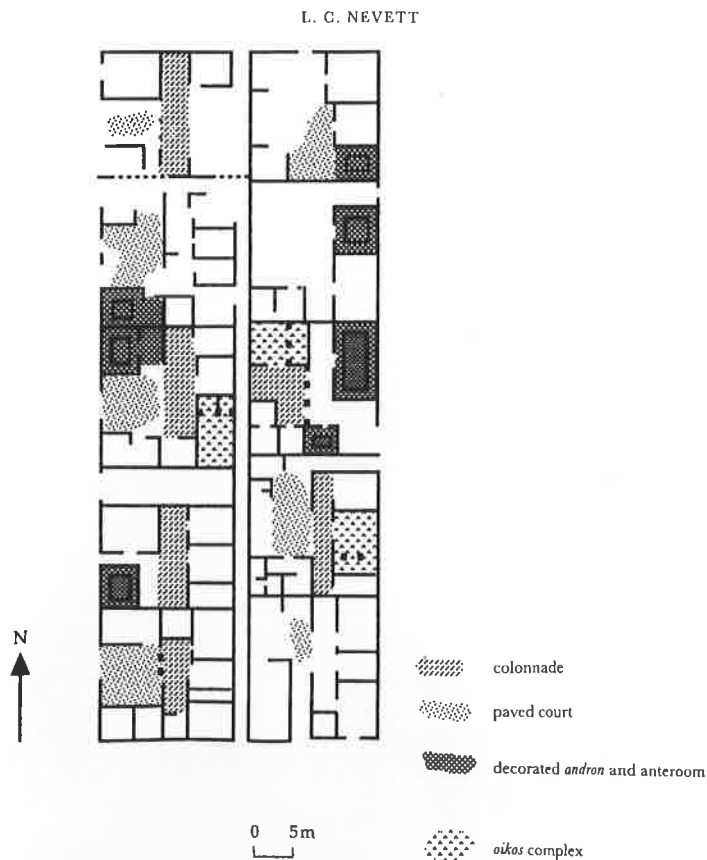 L. C. NEVETT
N
colonnade
paved court
decorated andron and anteroom
0 5m
oikos complex